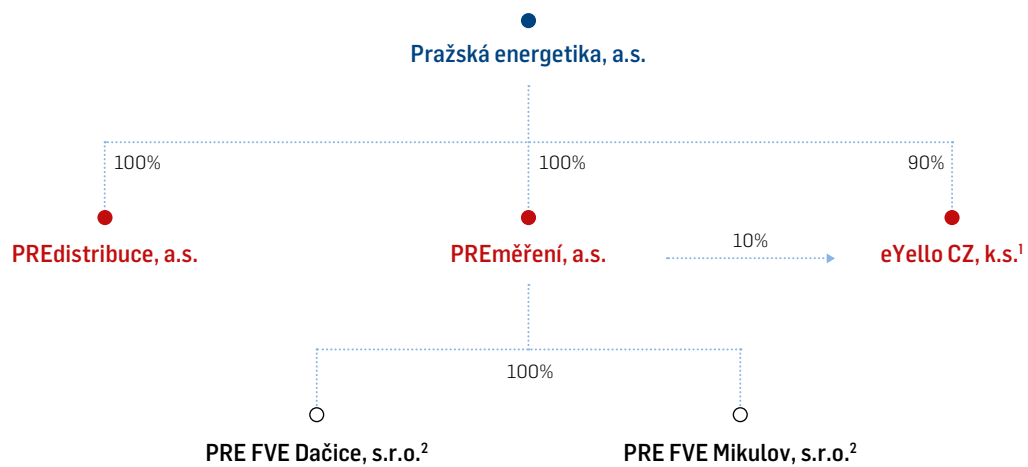 Pražská energetika, a.s.
100%
100%
90%
PREdistribuce, a.s.
PREměření, a.s.
10%
eYello CZ, k.s.¹
100%
PRE FVE Dačice, s.r.o.²
PRE FVE Mikulov, s.r.o.²